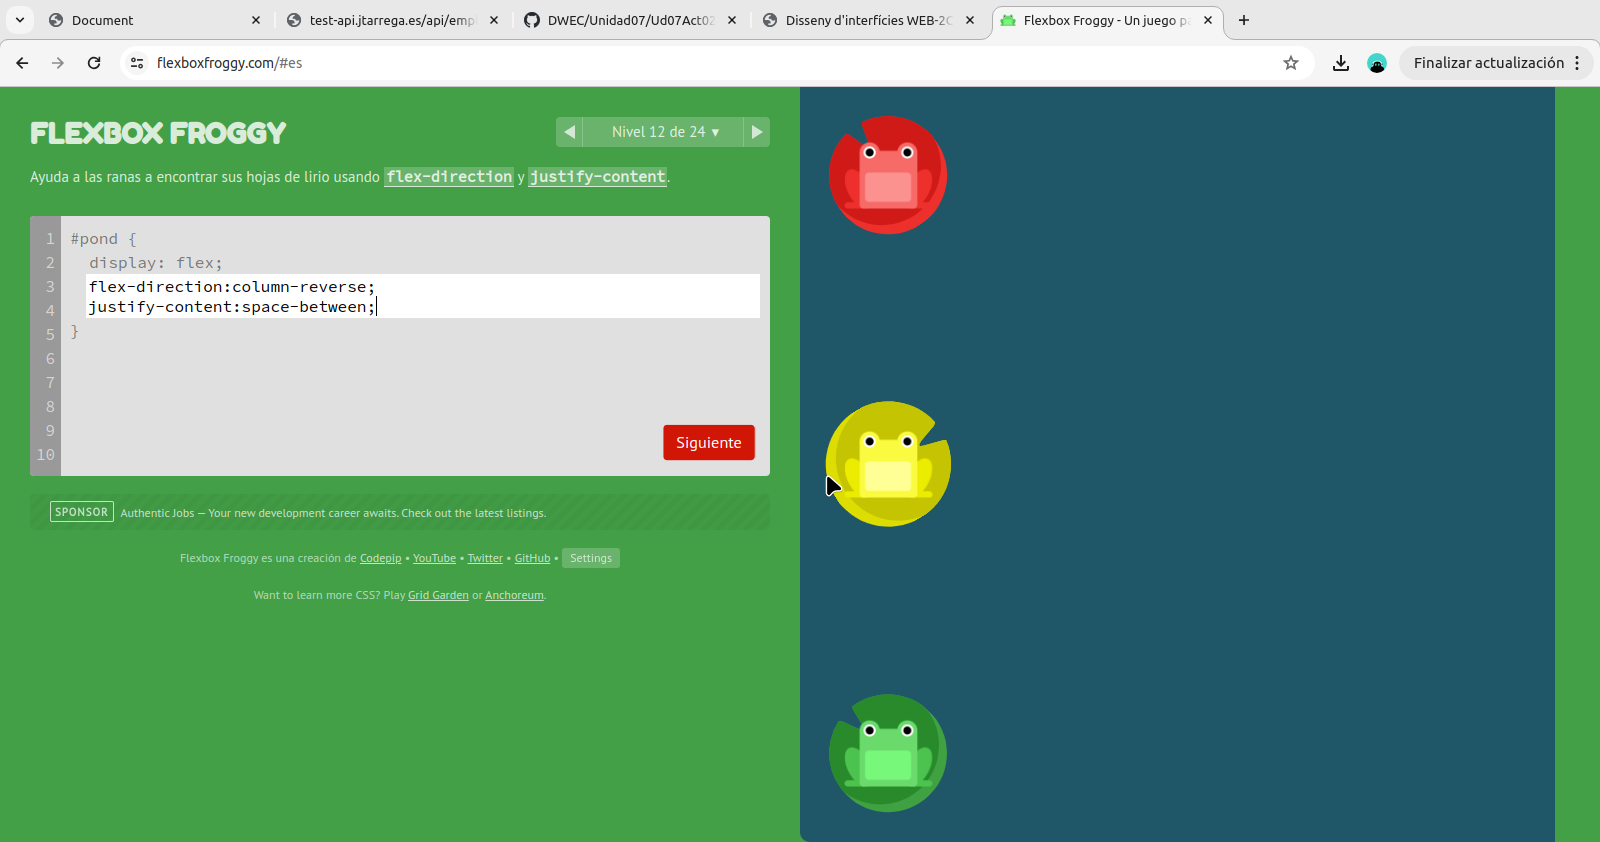 Document
test-api.jtarrega.es/api/emp
DWEC/Unidad07/Ud07Act02
Disseny d'interfícies WEB-2C
Flexbox Froggy - Un juego pa
flexboxfroggy.com/#es
Finalizar actualización
FLEXBOX FROGGY
Nivel 12 de 24 ▾
Ayuda a las ranas a encontrar sus hojas de lirio usando flex-direction y justify-content.
1 #pond {
2 display: flex;
3 flex-direction:column-reverse;
4 justify-content:space-between;
5 }
6
7
8
9
10
Siguiente
SPONSOR Authentic Jobs — Your new development career awaits. Check out the latest listings.
Flexbox Froggy es una creación de Codepip • YouTube • Twitter • GitHub • Settings
Want to learn more CSS? Play Grid Garden or Anchoreum.